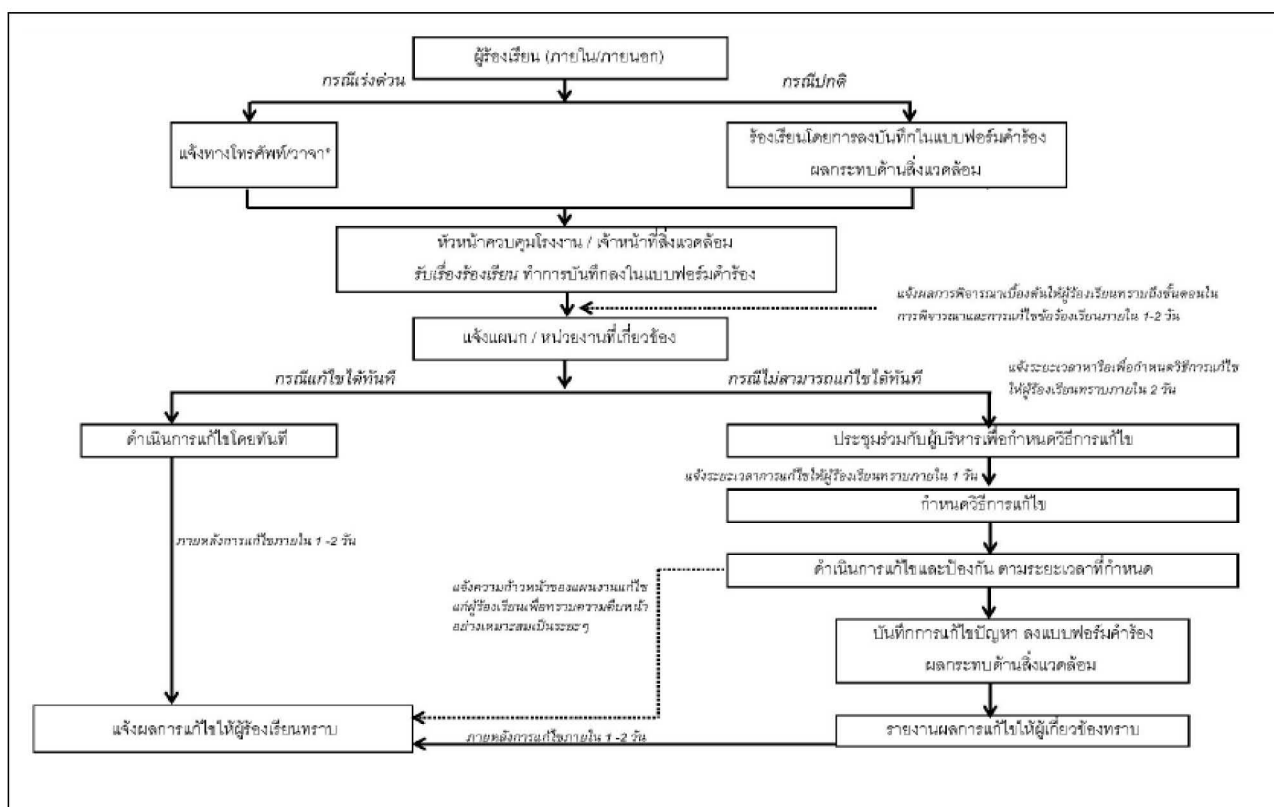 ผู้ร้องเรียน (ภายใน/ภายนอก)
กรณีเร่งด่วน
กรณีปกติ
แจ้งทางโทรศัพท์/วาจา*
ร้องเรียนโดยการลงบันทึกในแบบฟอร์มคำร้อง
ผลกระทบด้านสิ่งแวดล้อม
หัวหน้าควบคุมโรงงาน / เจ้าหน้าที่สิ่งแวดล้อม
รับเรื่องร้องเรียน ทำการบันทึกลงในแบบฟอร์มคำร้อง
แจ้งผลการพิจารณาเบื้องต้นให้ผู้ร้องเรียนทราบถึงขั้นตอนใน
การพิจารณาและการแก้ไขข้อร้องเรียนภายใน 1-2 วัน
แจ้งแผนก / หน่วยงานที่เกี่ยวข้อง
กรณีแก้ไขได้ทันที
กรณีไม่สามารถแก้ไขได้ทันที
แจ้งระยะเวลาหารือเพื่อกำหนดวิธีการแก้ไข
ให้ผู้ร้องเรียนทราบภายใน 2 วัน
ดำเนินการแก้ไขโดยทันที
ประชุมร่วมกับผู้บริหารเพื่อกำหนดวิธีการแก้ไข
แจ้งระยะเวลาการแก้ไขให้ผู้ร้องเรียนทราบภายใน 1 วัน
กำหนดวิธีการแก้ไข
ภายหลังการแก้ไขภายใน 1 -2 วัน
ดำเนินการแก้ไขและป้องกัน ตามระยะเวลาที่กำหนด
แจ้งความก้าวหน้าของแผนงานแก้ไข
แก่ผู้ร้องเรียนเพื่อทราบความคืบหน้า
อย่างเหมาะสมเป็นระยะๆ
บันทึกการแก้ไขปัญหา ลงแบบฟอร์มคำร้อง
ผลกระทบด้านสิ่งแวดล้อม
แจ้งผลการแก้ไขให้ผู้ร้องเรียนทราบ
ภายหลังการแก้ไขภายใน 1 -2 วัน
รายงานผลการแก้ไขให้ผู้เกี่ยวข้องทราบ